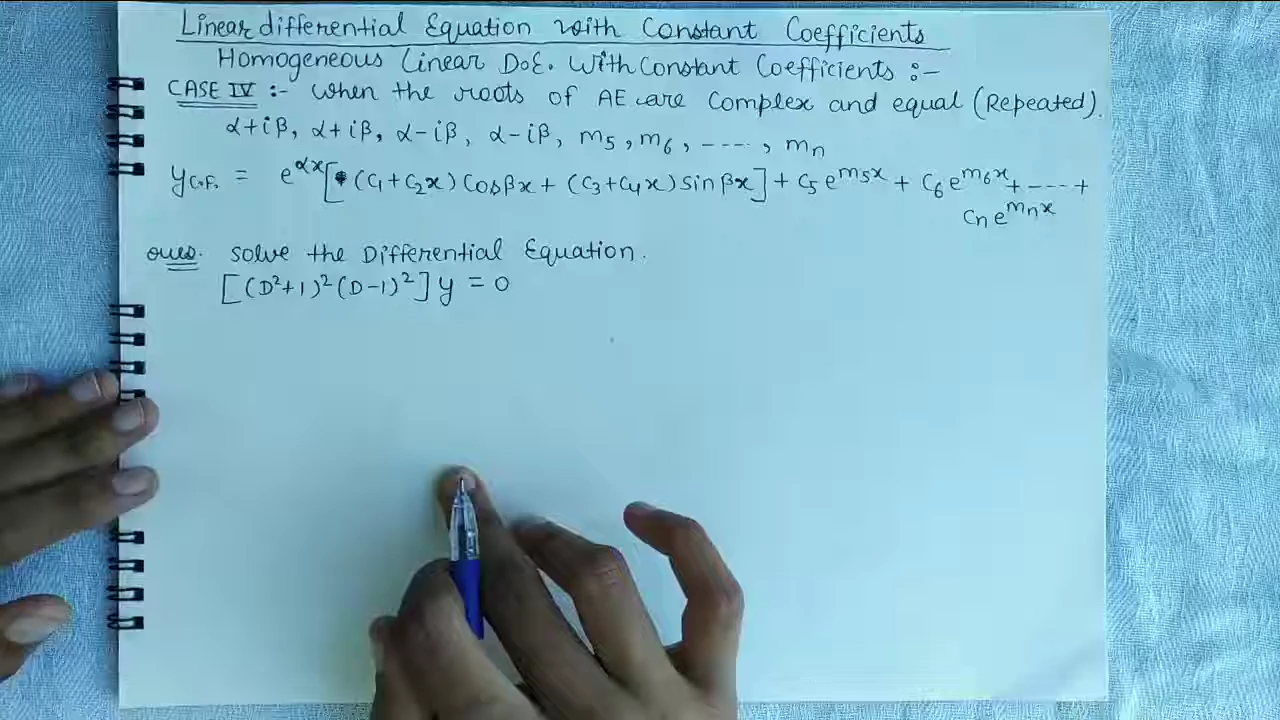 Linear differential Equation with Constant Coefficients
Homogeneous Linear D.E. With Constant Coefficients :-
CASE IV :- When the roots of AE are Complex and equal (Repeated).
α+iβ, α+iβ, α-iβ, α-iβ, m₅, m₆, ----, mₙ
y_C.F. = e^αx [(C₁+C₂x) Cosβx + (C₃+C₄x) Sinβx] + C₅e^m₅x + C₆e^m₆x + ---- +
Cₙe^mₙx
Ques. Solve the Differential Equation.
[(D²+1)²(D-1)²]y = 0